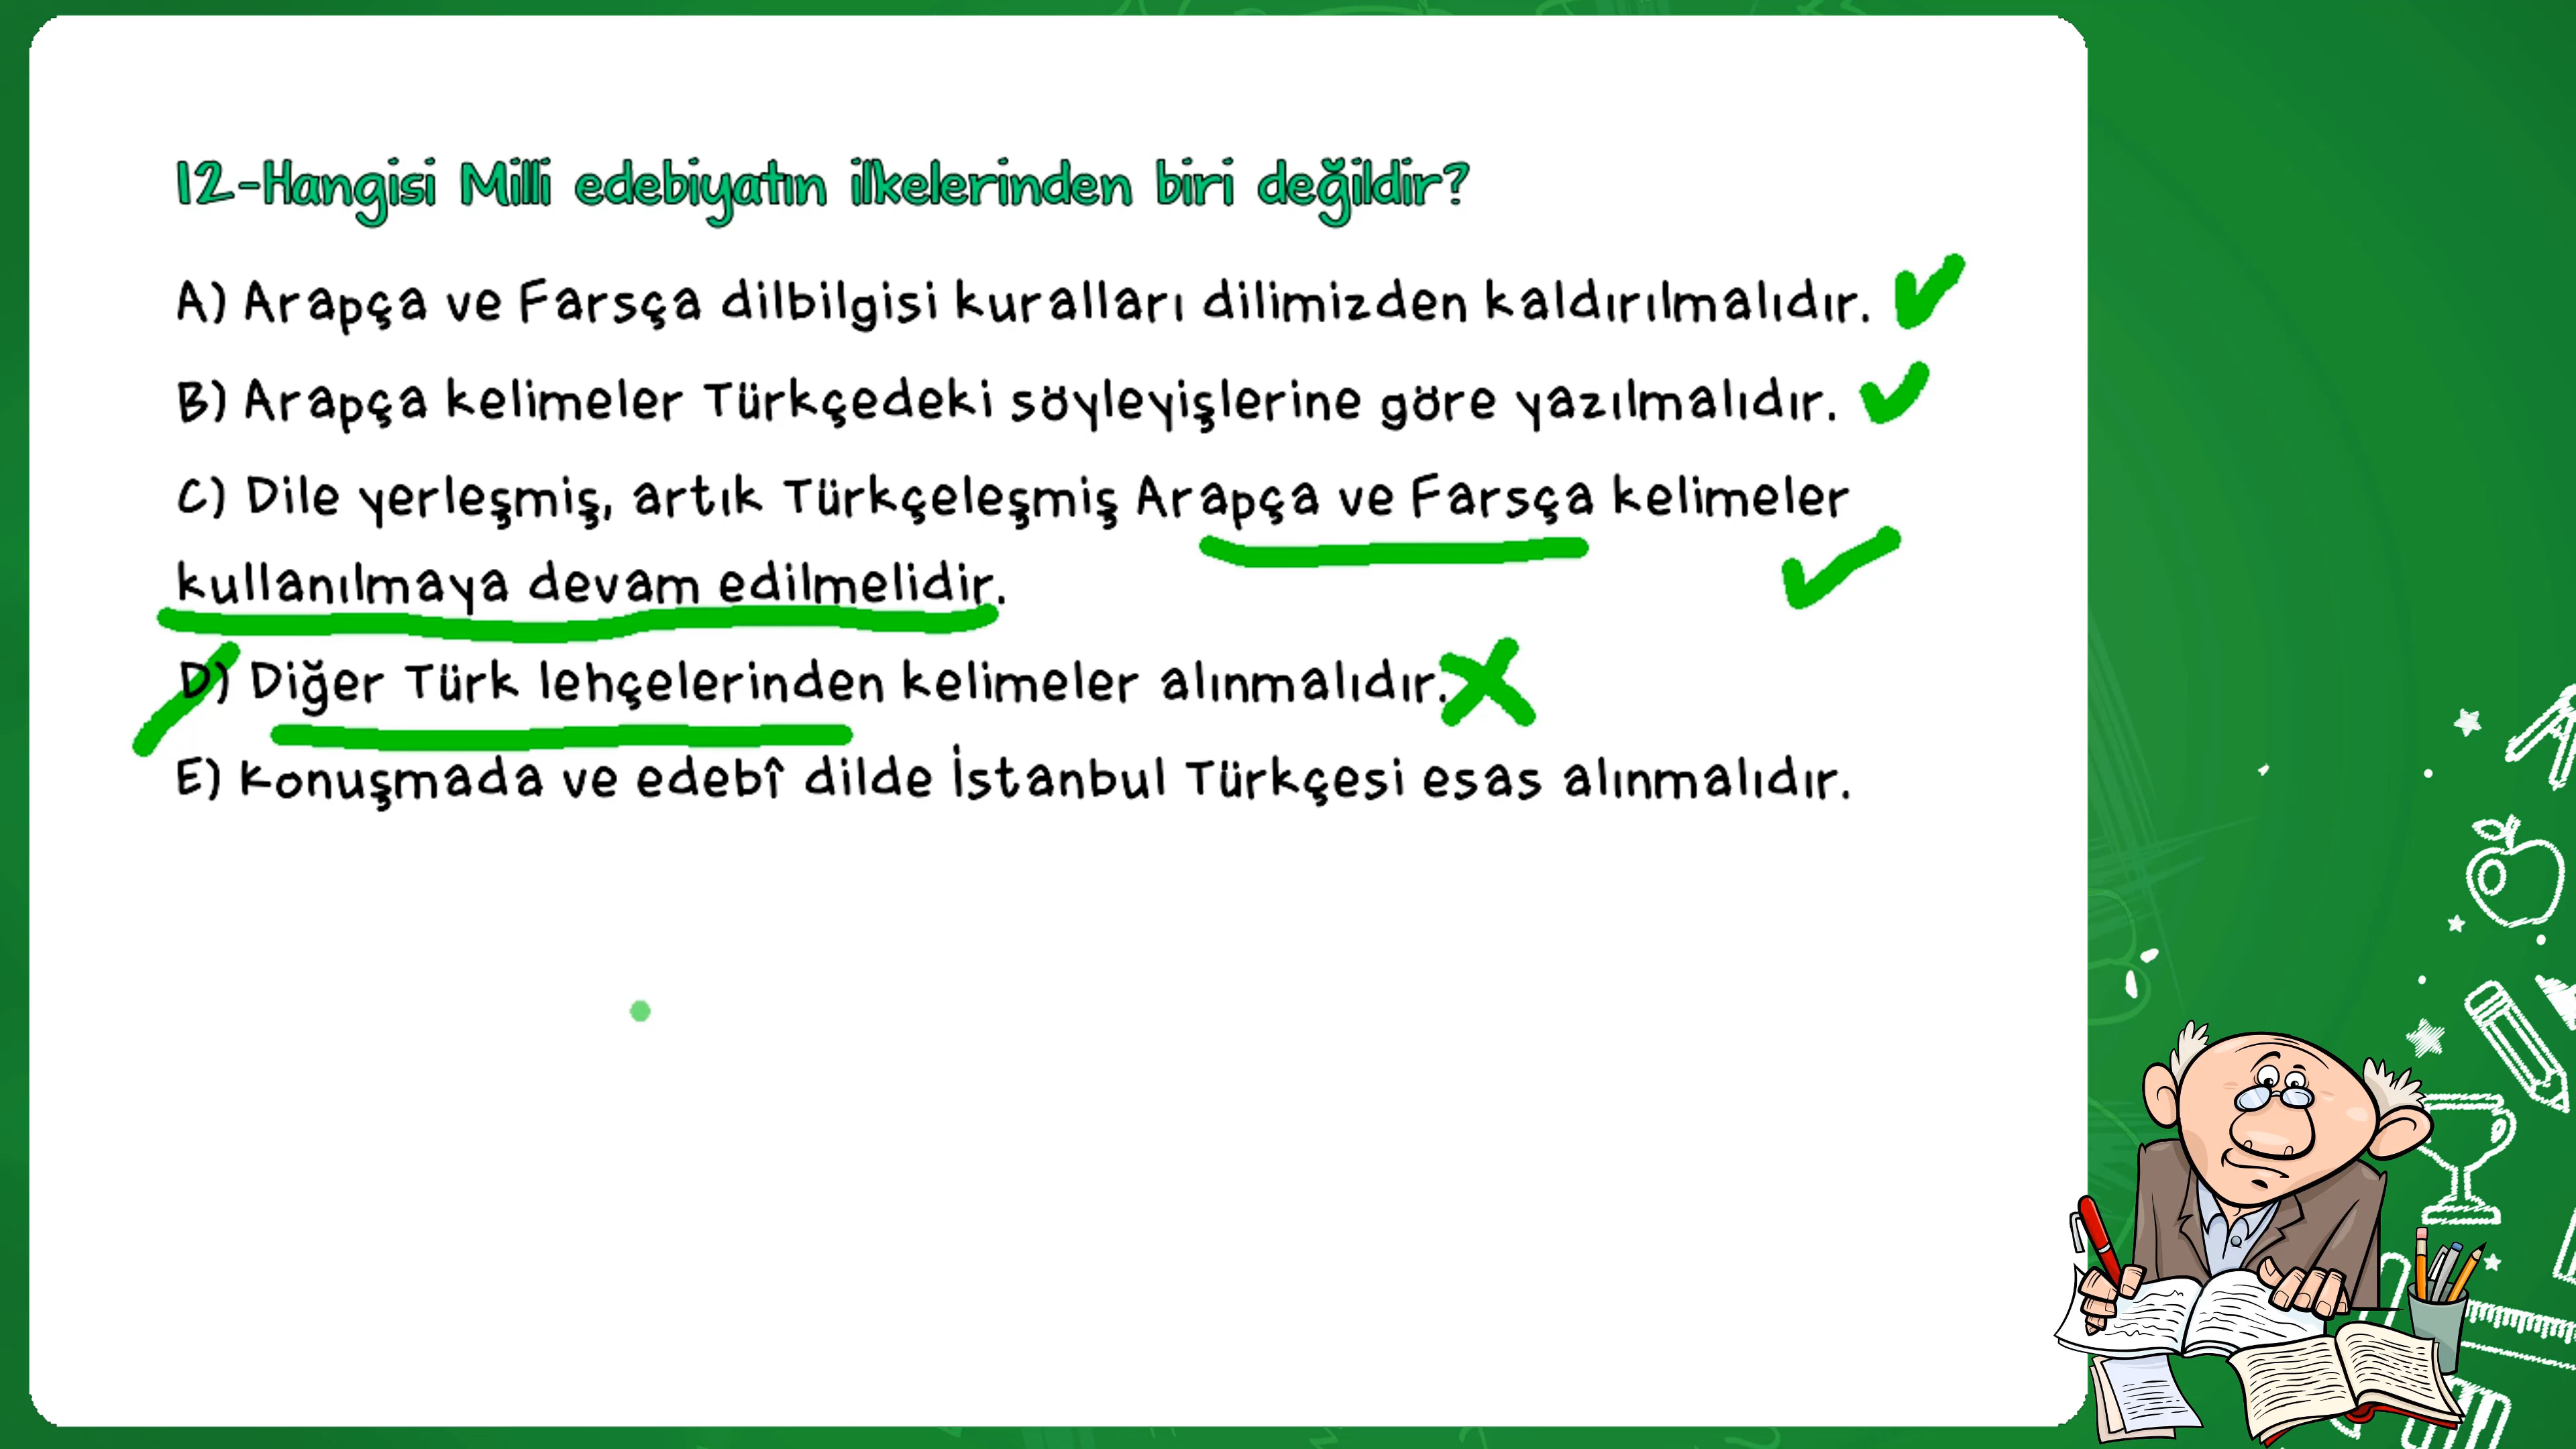 12-Hangisi Milli edebiyatın ilkelerinden biri değildir?
A) Arapça ve Farsça dilbilgisi kuralları dilimizden kaldırılmalıdır.
B) Arapça kelimeler Türkçedeki söyleyişlerine göre yazılmalıdır.
C) Dile yerleşmiş, artık Türkçeleşmiş Arapça ve Farsça kelimeler
kullanılmaya devam edilmelidir.
D) Diğer Türk lehçelerinden kelimeler alınmalıdır.
E) Konuşmada ve edebî dilde İstanbul Türkçesi esas alınmalıdır.